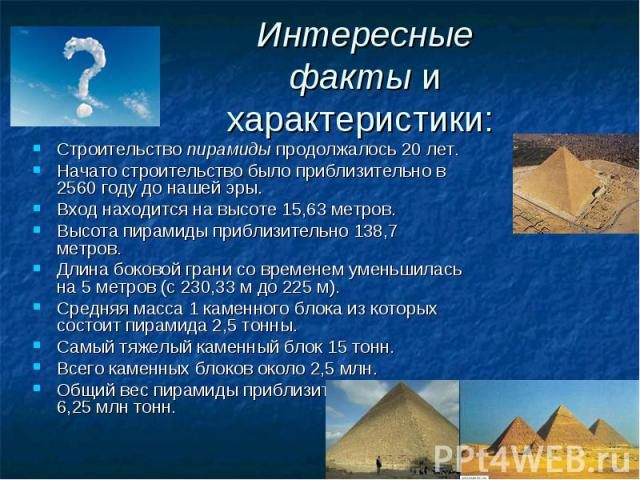 Интересные
факты и
характеристики:
Строительство пирамиды продолжалось 20 лет.
Начато строительство было приблизительно в
2560 году до нашей эры.
Вход находится на высоте 15,63 метров.
Высота пирамиды приблизительно 138,7
метров.
Длина боковой грани со временем уменьшилась
на 5 метров (с 230,33 м до 225 м).
Средняя масса 1 каменного блока из которых
состоит пирамида 2,5 тонны.
Самый тяжелый каменный блок 15 тонн.
Всего каменных блоков около 2,5 млн.
Общий вес пирамиды
6,25 млн тонн.
PPt4WEB.ru